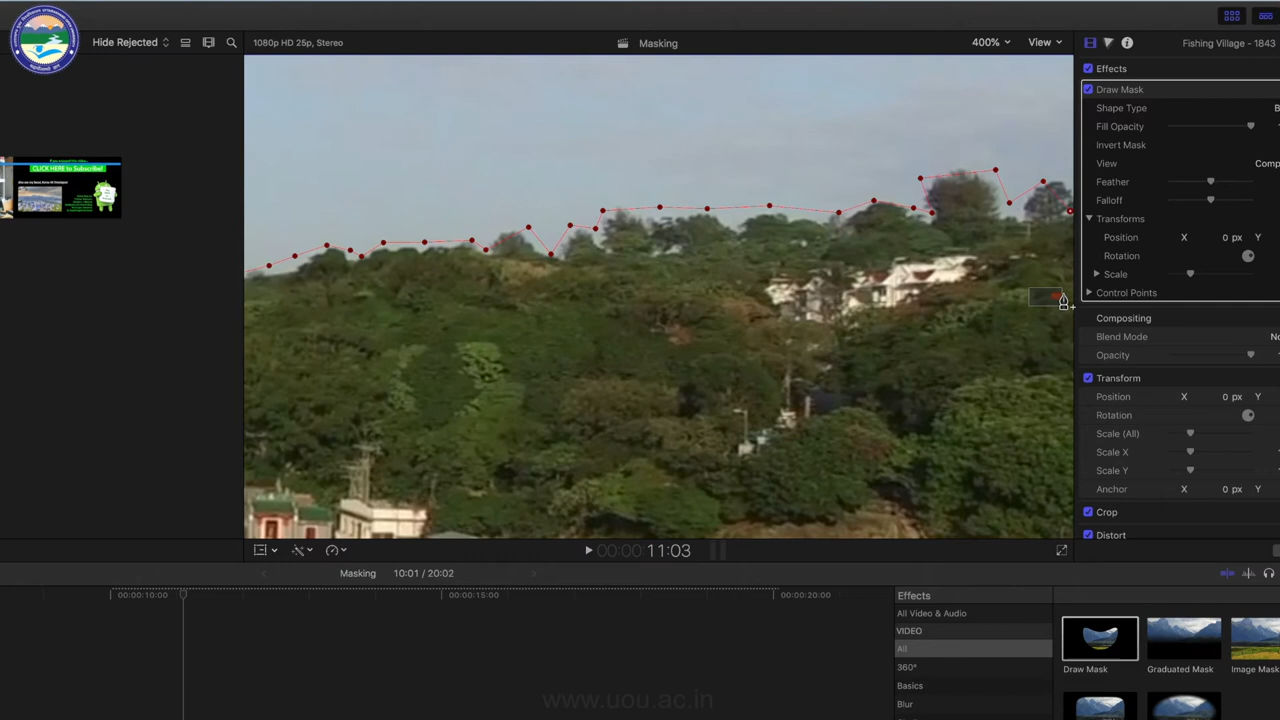 Hide Rejected
1080p HD 25p, Stereo
Masking
400%
View
Fishing Village - 1843
Effects
Draw Mask
Shape Type
B
Fill Opacity
Invert Mask
View
Comp
Feather
Falloff
Transforms
Position X 0 px Y
Rotation
Scale
Control Points
Compositing
Blend Mode
No
Opacity
Transform
Position X 0 px Y
Rotation
Scale (All)
Scale X
Scale Y
Anchor X 0 px Y
Crop
Distort
CLICK HERE to Subscribe!
00:00 11:03
Masking 10:01 / 20:02
00:00:10:00
00:00:15:00
00:00:20:00
Effects
All Video & Audio
VIDEO
All
360°
Basics
Blur
Draw Mask
Graduated Mask
Image Mask
www.uou.ac.in